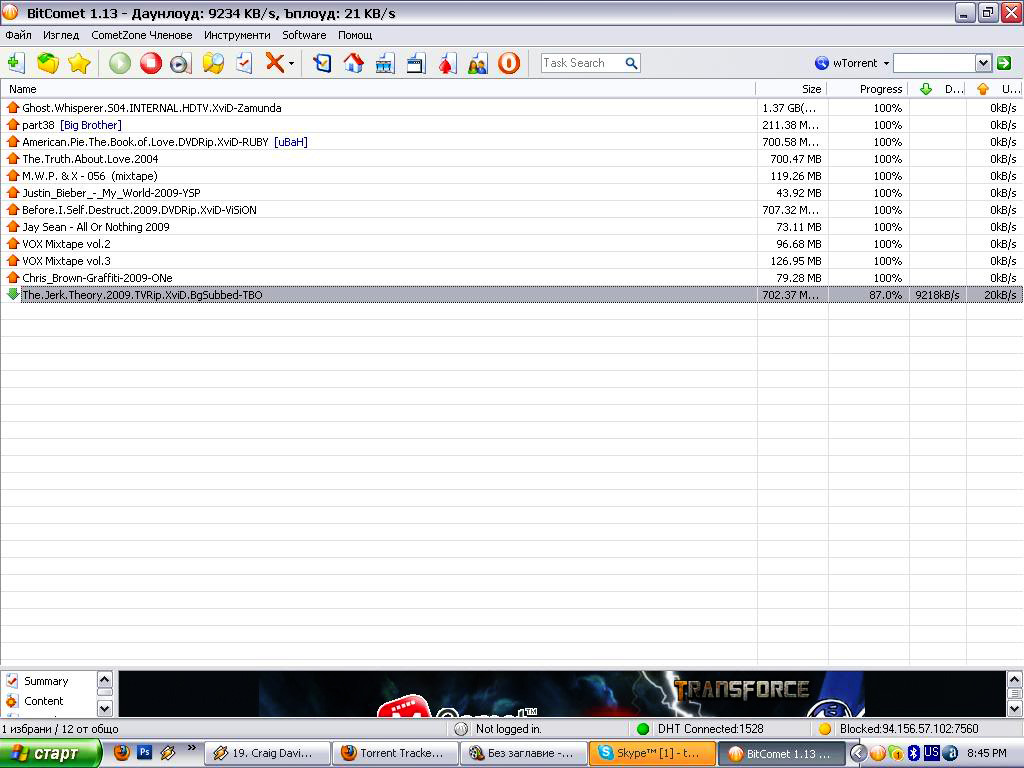 BitComet 1.13 - Даунлоуд: 9234 KB/s, Ъплоуд: 21 KB/s
Файл Изглед CometZone Членове Инструменти Software Помощ
Task Search wTorrent
Name Size Progress D... U...
Ghost.Whisperer.S04.INTERNAL.HDTV.XviD-Zamunda 1.37 GB(... 100% 0kB/s
part38 [Big Brother] 211.38 M... 100% 0kB/s
American.Pie.The.Book.of.Love.DVDRip.XviD-RUBY [uBaH] 700.58 M... 100% 0kB/s
The.Truth.About.Love.2004 700.47 MB 100% 0kB/s
M.W.P. & X - 056 (mixtape) 119.26 MB 100% 0kB/s
Justin_Bieber_-_My_World-2009-YSP 43.92 MB 100% 0kB/s
Before.I.Self.Destruct.2009.DVDRip.XviD-ViSiON 707.32 M... 100% 0kB/s
Jay Sean - All Or Nothing 2009 73.11 MB 100% 0kB/s
VOX Mixtape vol.2 96.68 MB 100% 0kB/s
VOX Mixtape vol.3 126.95 MB 100% 0kB/s
Chris_Brown-Graffiti-2009-ONe 79.28 MB 100% 0kB/s
The.Jerk.Theory.2009.TVRip.XviD.BgSubbed-TBO 702.37 M... 87.0% 9218kB/s 20kB/s
Summary
Content
TRANSFORCE
1 избрани / 12 от общо Not logged in. DHT Connected:1528 Blocked:94.156.57.102:7560
старт Ps » 19. Craig Davi... Torrent Tracke... Без заглавие -... Skype™ [1] - t... BitComet 1.13 ... US 8:45 PM